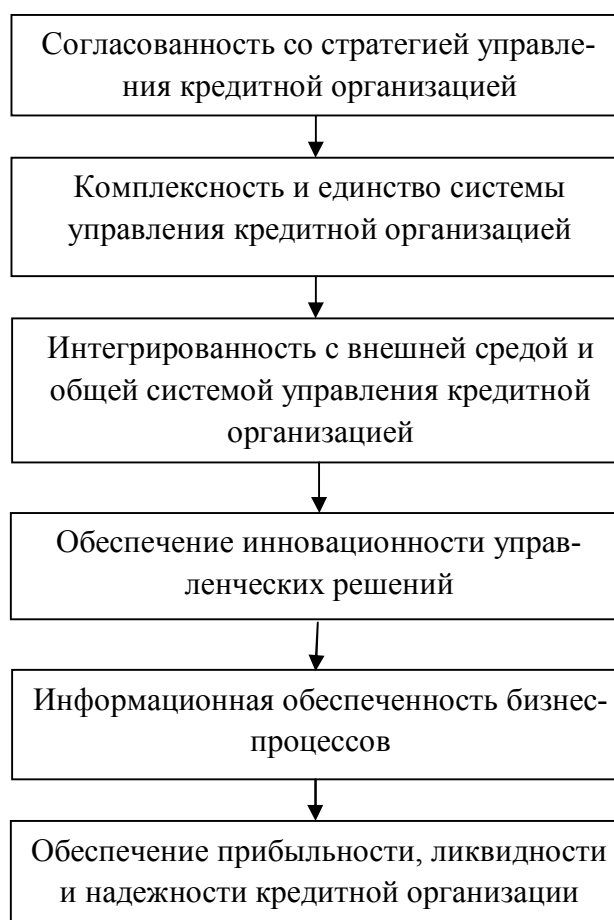 Согласованность со стратегией управле-
ния кредитной организацией
Комплексность и единство системы
управления кредитной организацией
Интегрированность с внешней средой и
общей системой управления кредитной
организацией
Обеспечение инновационности управ-
ленческих решений
Информационная обеспеченность бизнес-
процессов
Обеспечение прибыльности, ликвидности
и надежности кредитной организации